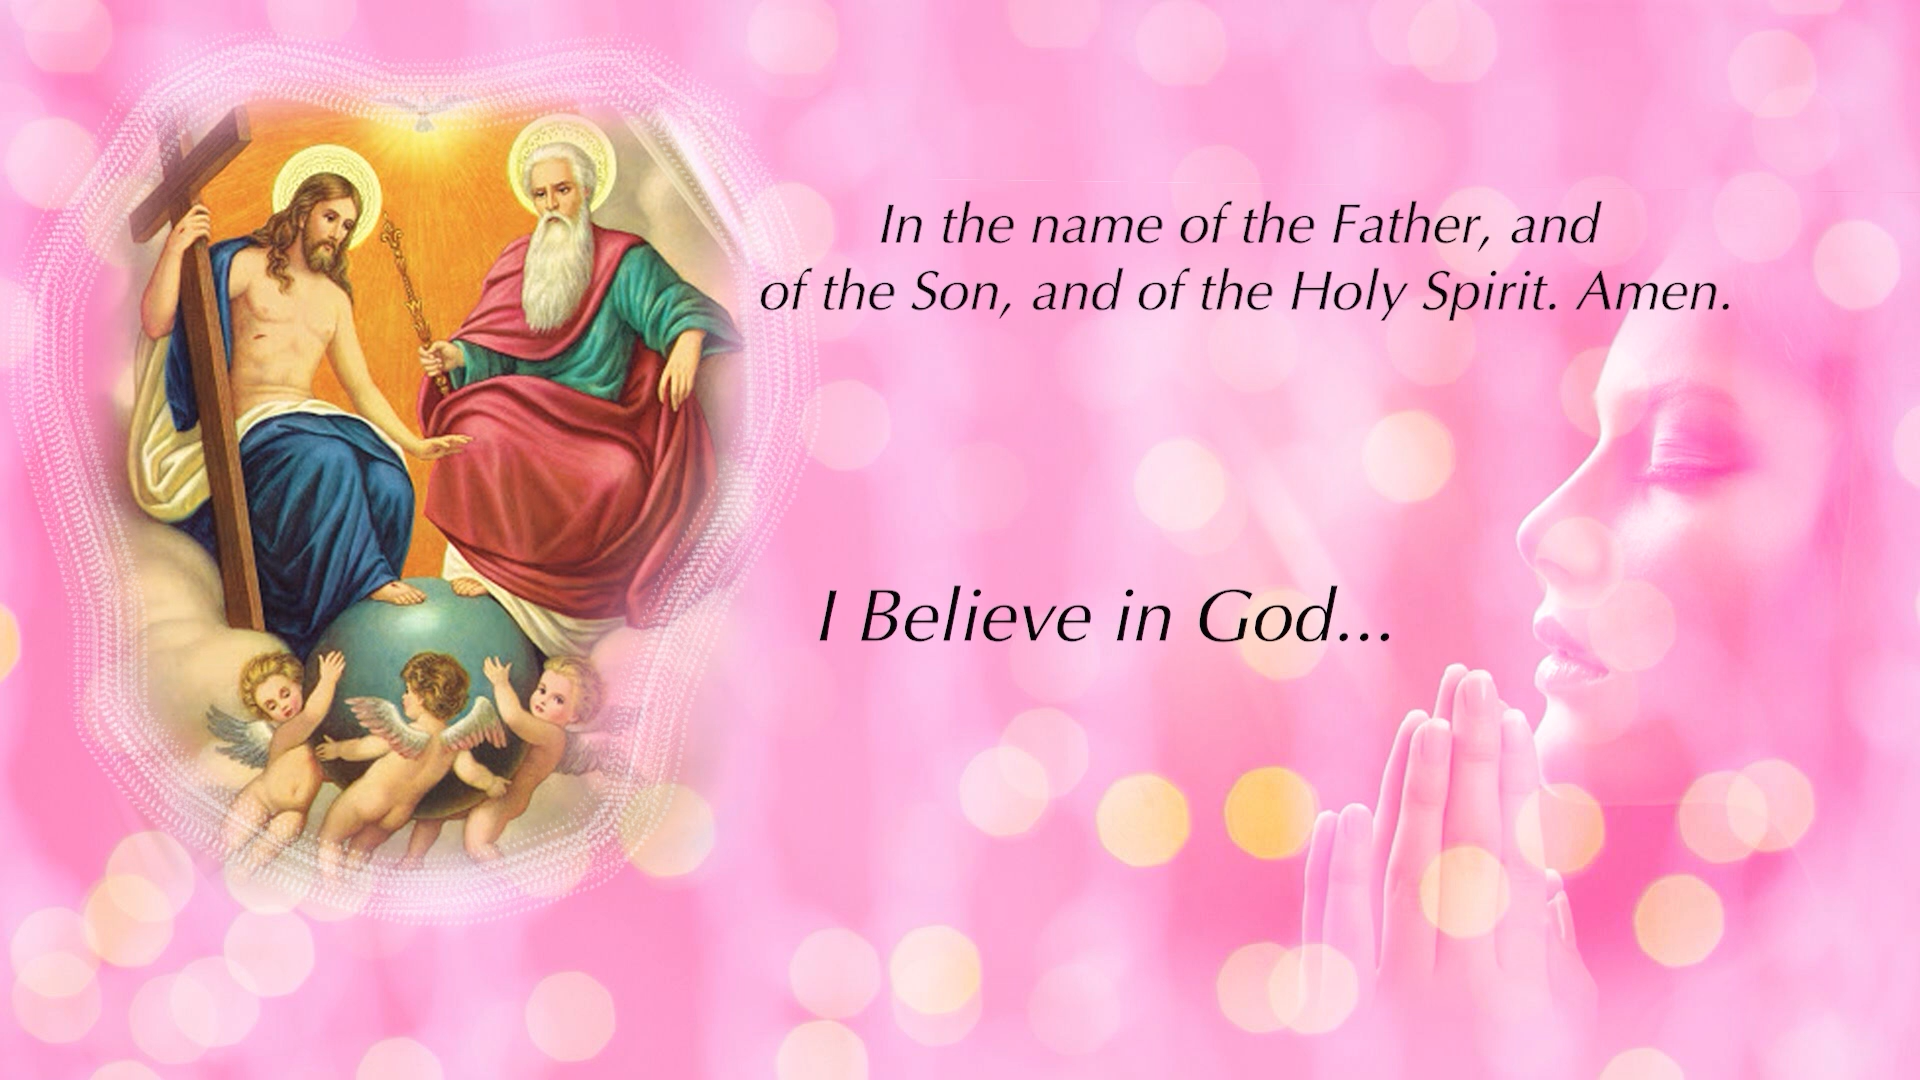 In the name of the Father, and
of the Son, and of the Holy Spirit. Amen.
I Believe in God...